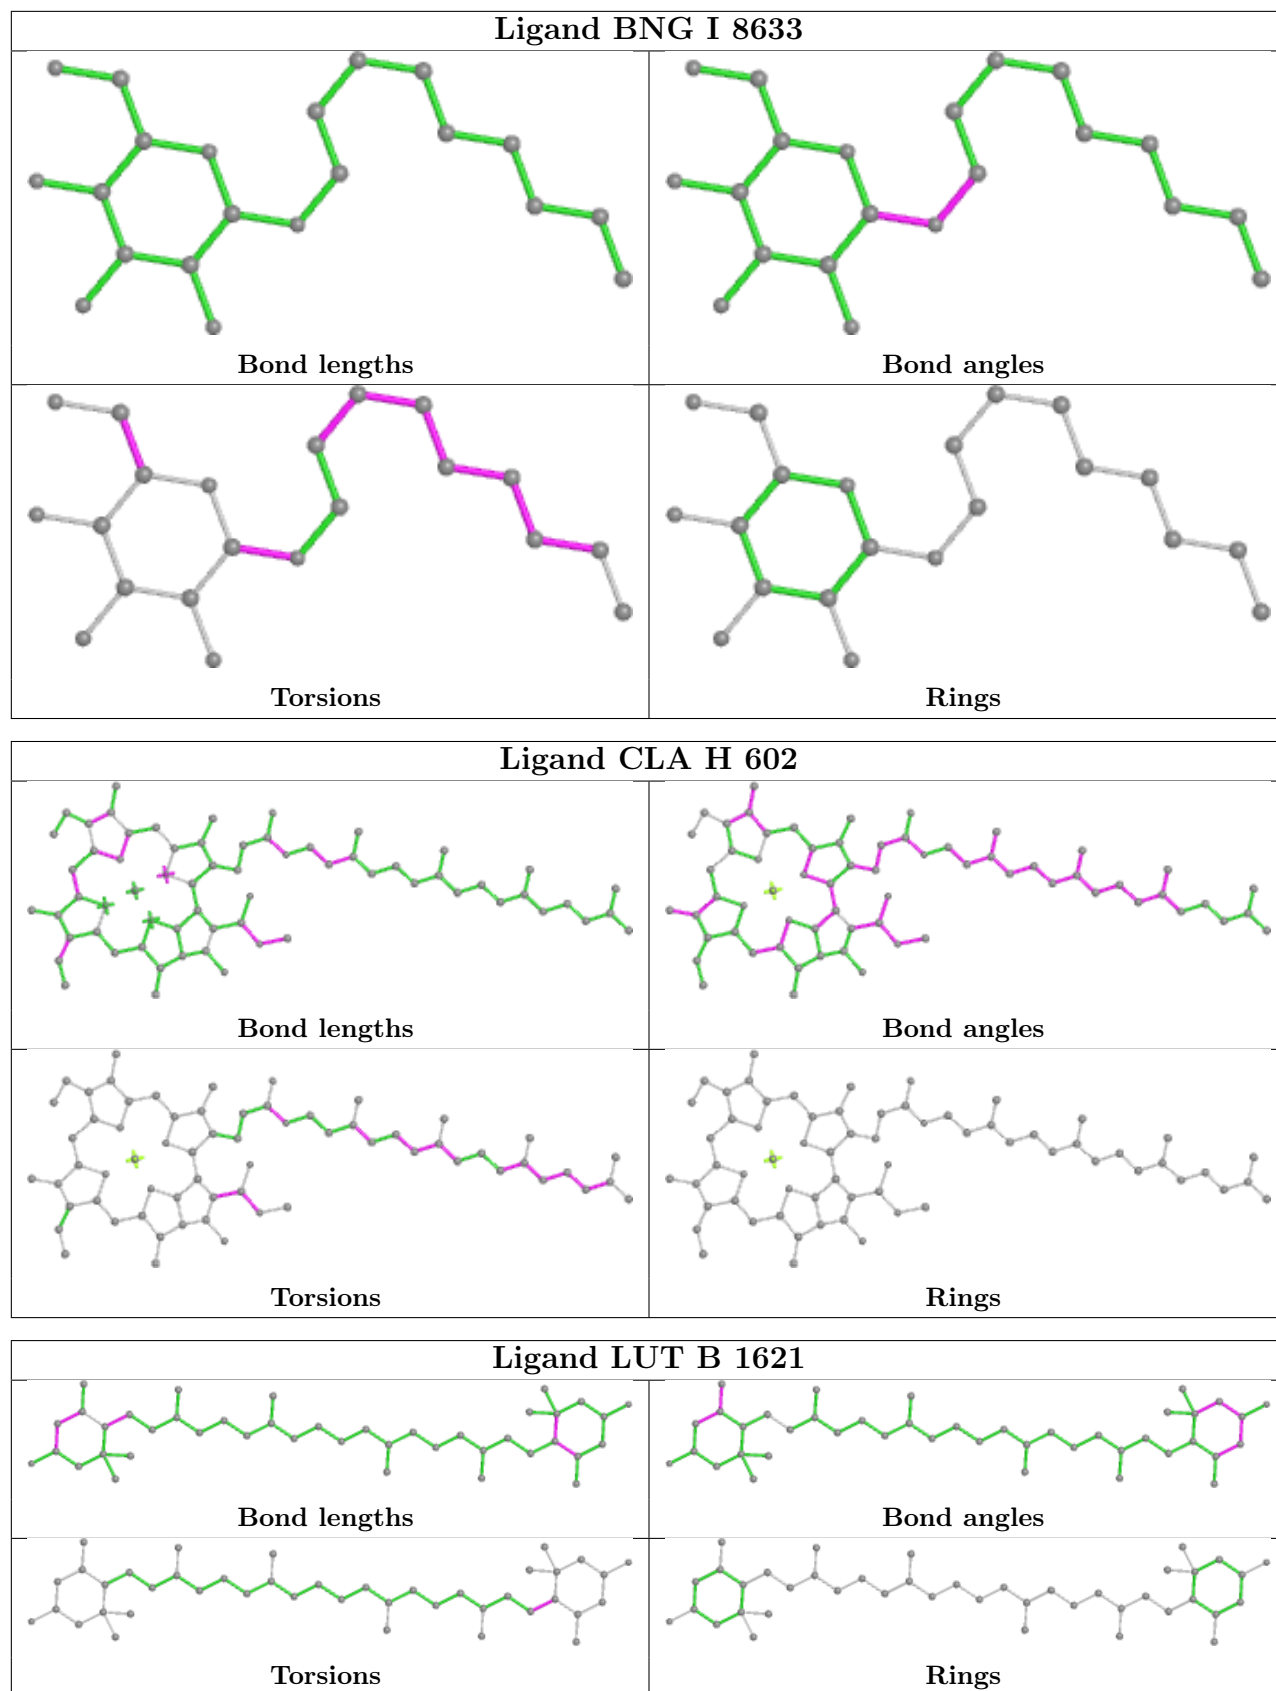 Ligand BNG I 8633
Bond lengths
Bond angles
Torsions
Rings
Ligand CLA H 602
Bond lengths
Bond angles
Torsions
Rings
Ligand LUT B 1621
Bond lengths
Bond angles
Torsions
Rings